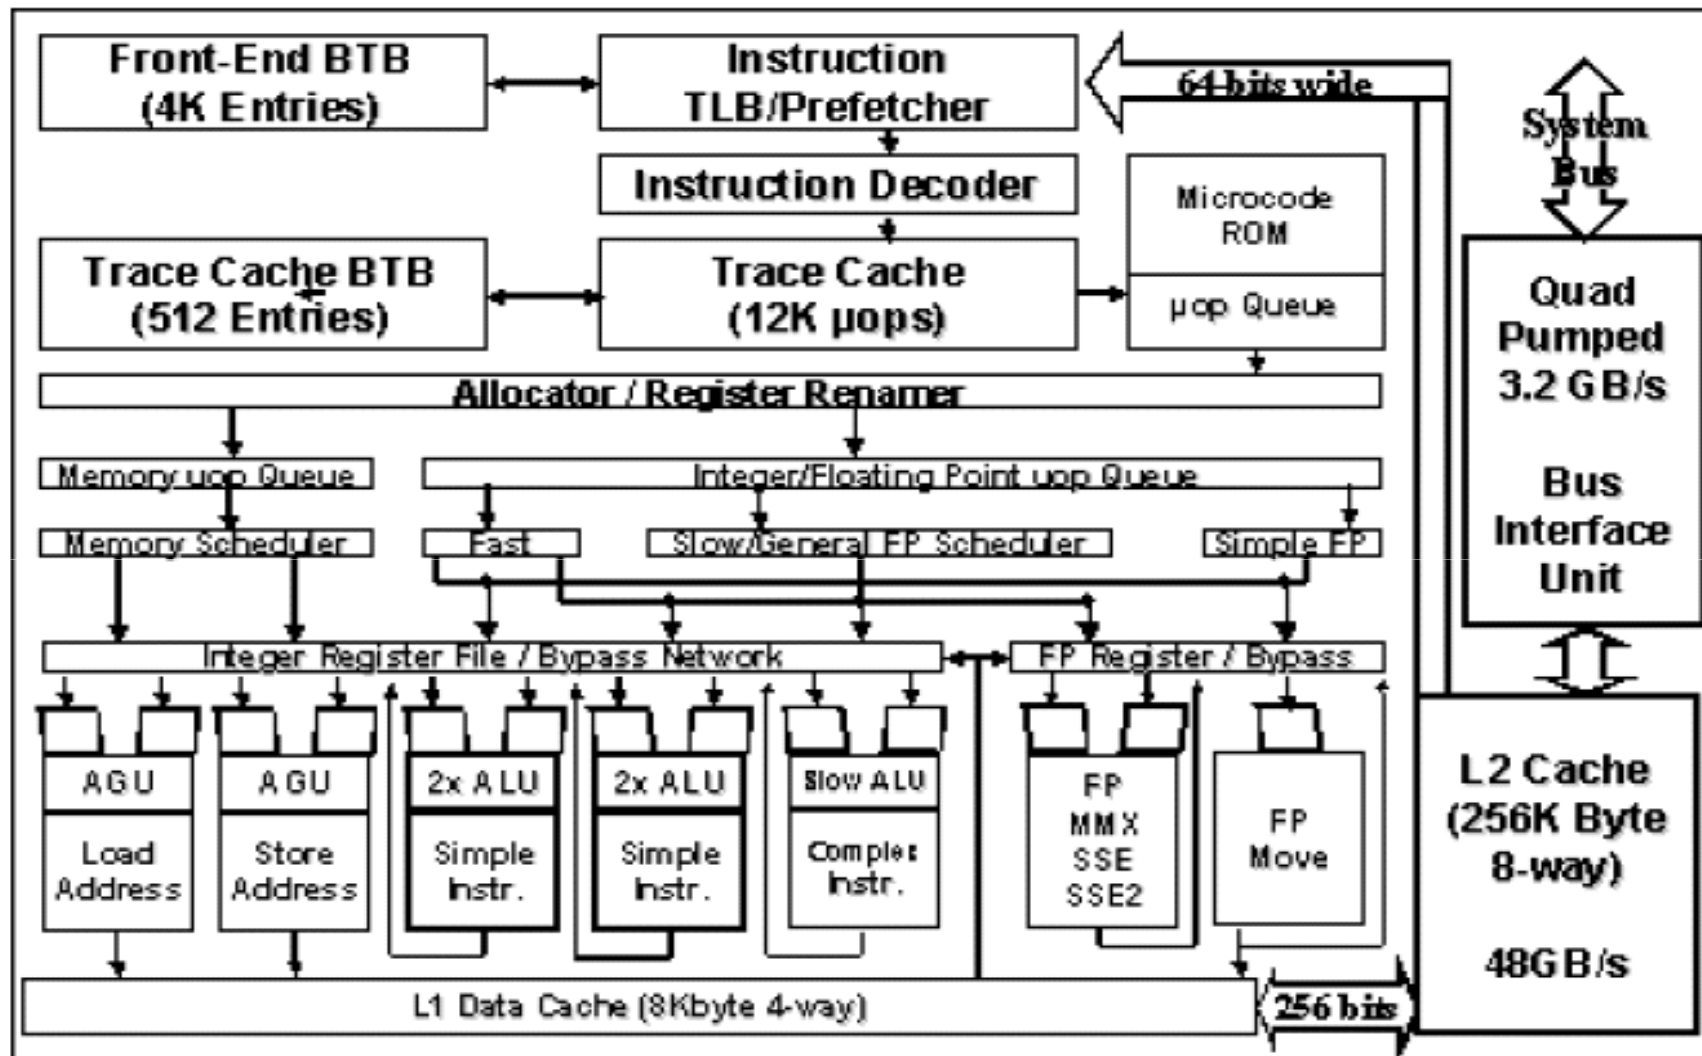 Front-End BTB
(4K Entries)
Instruction
TLB/Prefetcher
64-bits wide
System
Bus
Instruction Decoder
Microcode
ROM
Trace Cache BTB
(512 Entries)
Trace Cache
(12K µops)
µop Queue
Quad
Pumped
3.2 GB/s
Bus
Interface
Unit
Allocator / Register Renamer
Memory uop Queue
Integer/Floating Point uop Queue
Memory Scheduler
Fast
Slow/General FP Scheduler
Simple FP
Integer Register File / Bypass Network
FP Register / Bypass
AGU
Load
Address
AGU
Store
Address
2x ALU
Simple
Instr.
2x ALU
Simple
Instr.
Slow ALU
Complex
Instr.
FP
MMX
SSE
SSE2
FP
Move
L2 Cache
(256K Byte
8-way)
48GB/s
L1 Data Cache (8Kbyte 4-way)
256 bits